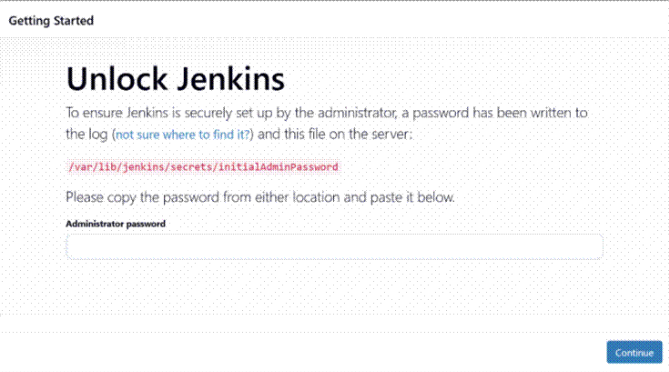 Getting Started
Unlock Jenkins
To ensure Jenkins is securely set up by the administrator, a password has been written to
the log (not sure where to find it?) and this file on the server:
/var/lib/jenkins/secrets/initialAdminPassword
Please copy the password from either location and paste it below.
Administrator password
Continue